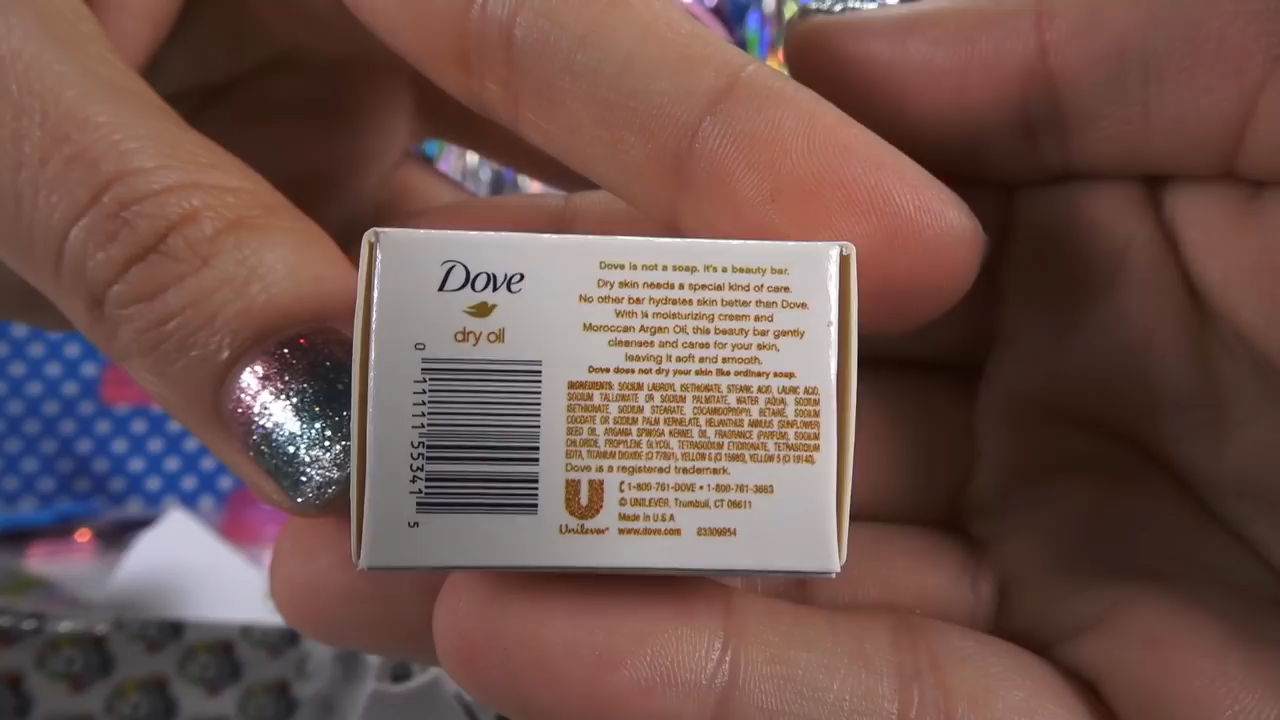 Dove
dry oil
0 11111 55341 5
Dove is not a soap. It's a beauty bar.
Dry skin needs a special kind of care.
No other bar hydrates skin better than Dove.
With ¼ moisturizing cream and
Moroccan Argan Oil, this beauty bar gently
cleanses and cares for your skin,
leaving it soft and smooth.
Dove does not dry your skin like ordinary soap.
INGREDIENTS: SODIUM LAUROYL ISETHIONATE, STEARIC ACID, LAURIC ACID,
SODIUM TALLOWATE OR SODIUM PALMITATE, WATER (AQUA), SODIUM
ISETHIONATE, SODIUM STEARATE, COCAMIDOPROPYL BETAINE, SODIUM
COCOATE OR SODIUM PALM KERNELATE, HELIANTHUS ANNUUS (SUNFLOWER)
SEED OIL, ARGANIA SPINOSA KERNEL OIL, FRAGRANCE (PARFUM), SODIUM
CHLORIDE, PROPYLENE GLYCOL, TETRASODIUM ETIDRONATE, TETRASODIUM
EDTA, TITANIUM DIOXIDE (CI 77891), YELLOW 6 (CI 15985), YELLOW 5 (CI 19140).
Dove is a registered trademark.
1-800-761-DOVE • 1-800-761-3683
© UNILEVER, Trumbull, CT 06611
Made in U.S.A
Unilever www.dove.com 83309954